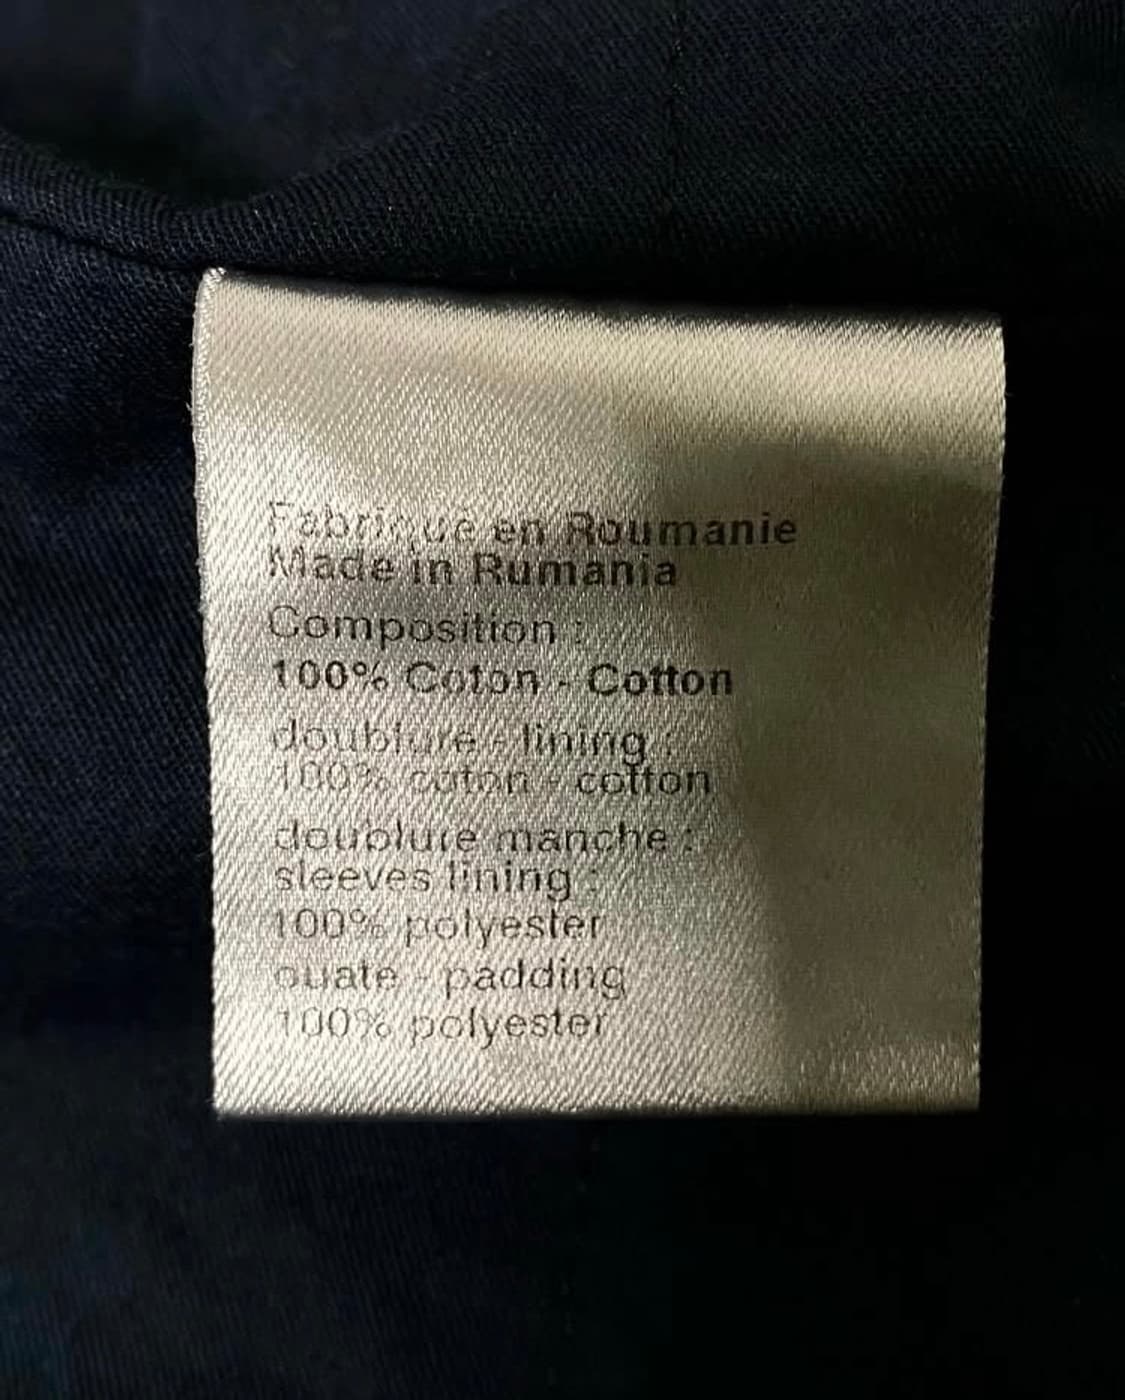 Fabriqué en Roumanie
Made in Rumania
Composition :
100% Coton - Cotton
doublure - lining :
100% coton - cotton
doublure manche :
sleeves lining :
100% polyester
ouate - padding
100% polyester